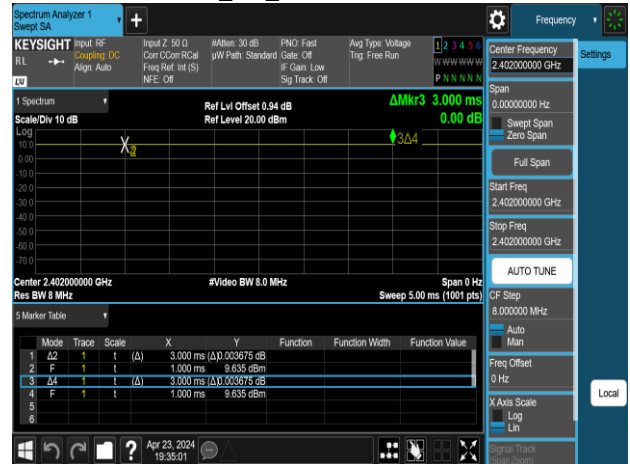 Spectrum Analyzer 1
Swept SA
Frequency
KEYSIGHT
RL
LXI
Input: RF
Coupling: DC
Align: Auto
Input Z: 50 Ω
Corr CCorr RCal
Freq Ref: Int (S)
NFE: Off
#Atten: 30 dB
µW Path: Standard
PNO: Fast
Gate: Off
IF Gain: Low
Sig Track: Off
Avg Type: Voltage
Trig: Free Run
1 2 3 4 5 6
W W W W W W
P N N N N N
Center Frequency
2.402000000 GHz
Settings
Span
0.00000000 Hz
Swept Span
Zero Span
Full Span
Start Freq
2.402000000 GHz
Stop Freq
2.402000000 GHz
AUTO TUNE
CF Step
8.000000 MHz
Auto
Man
Freq Offset
0 Hz
X Axis Scale
Log
Lin
Signal Track
(Span Zoom)
Local
1 Spectrum
Scale/Div 10 dB
Ref Lvl Offset 0.94 dB
Ref Level 20.00 dBm
ΔMkr3 3.000 ms
0.00 dB
Log
10.0
0.00
-10.0
-20.0
-30.0
-40.0
-50.0
-60.0
-70.0
3Δ4
Center 2.402000000 GHz
Res BW 8 MHz
#Video BW 8.0 MHz
Span 0 Hz
Sweep 5.00 ms (1001 pts)
5 Marker Table
Mode Trace Scale X Y Function Function Width Function Value
1 Δ2 1 t (Δ) 3.000 ms (Δ) 0.003675 dB
2 F 1 t 1.000 ms 9.635 dBm
3 Δ4 1 t (Δ) 3.000 ms (Δ) 0.003675 dB
4 F 1 t 1.000 ms 9.635 dBm
5
6
Apr 23, 2024
19:35:01